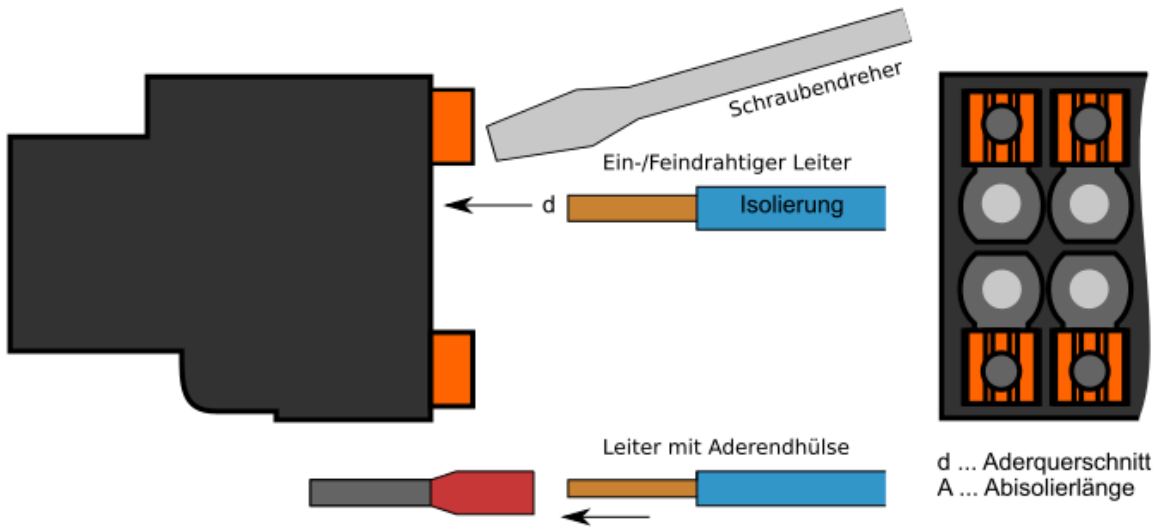 Schraubendreher
Ein-/Feindrahtiger Leiter
d
Isolierung
Leiter mit Aderendhülse
d ... Aderquerschnitt
A ... Abisolierlänge